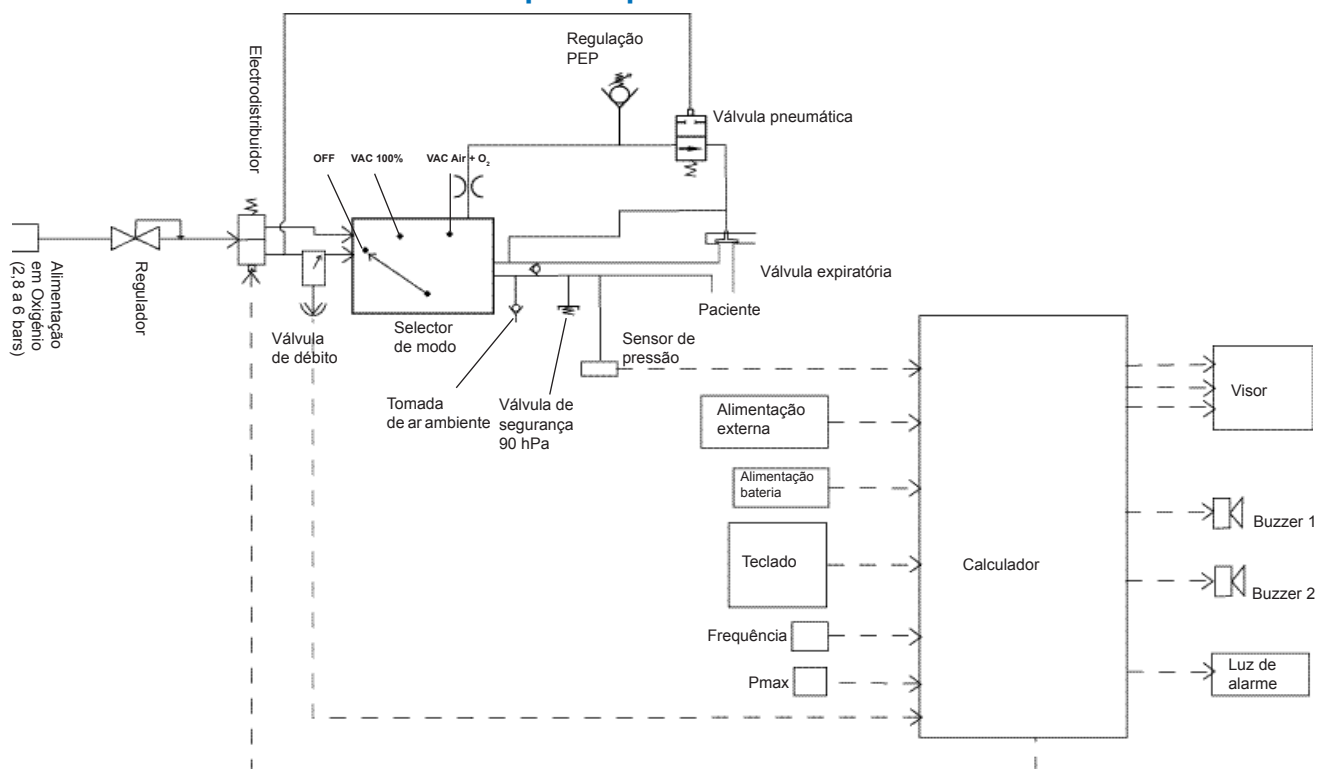 Regulação
PEP
Electrodistribuidor
Válvula pneumática
OFF
VAC 100%
VAC Air + O₂
Alimentação
em Oxigénio
(2,8 a 6 bars)
Regulador
Válvula
de débito
Selector
de modo
Válvula expiratória
Paciente
Sensor de
pressão
Tomada
de ar ambiente
Válvula de
segurança
90 hPa
Alimentação
externa
Alimentação
bateria
Teclado
Frequência
Pmax
Calculador
Visor
Buzzer 1
Buzzer 2
Luz de
alarme